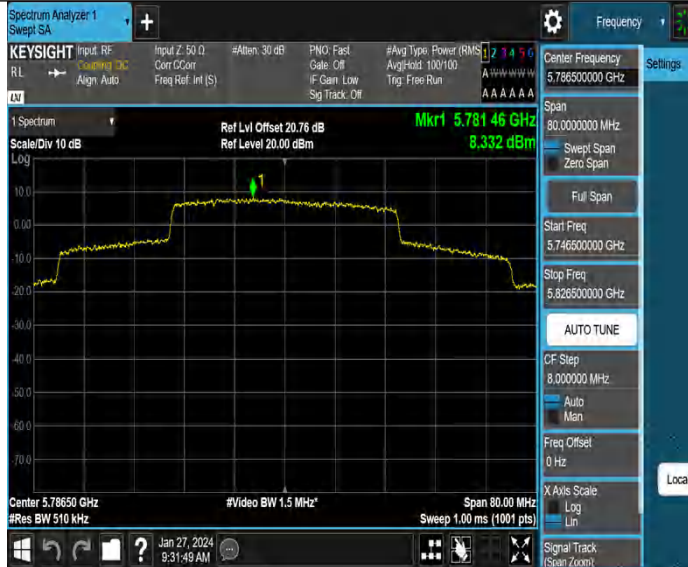 Spectrum Analyzer 1
Swept SA
+
Frequency
KEYSIGHT
RL
LXI
Input: RF
Coupling: DC
Align: Auto
Input Z: 50 Ω
Corr CCorr
Freq Ref: Int (S)
#Atten: 30 dB
PNO: Fast
Gate: Off
IF Gain: Low
Sig Track: Off
#Avg Type: Power (RMS
Avg|Hold: 100/100
Trig: Free Run
1 2 3 4 5 6
A W W W W W
A A A A A A
1 Spectrum
Scale/Div 10 dB
Log
Ref Lvl Offset 20.76 dB
Ref Level 20.00 dBm
Mkr1 5.781 46 GHz
8,332 dBm
1
10.0
0.00
-10.0
-20.0
-30.0
-40.0
-50.0
-60.0
-70.0
Center 5.78650 GHz
#Res BW 510 kHz
#Video BW 1.5 MHz*
Span 80.00 MHz
Sweep 1.00 ms (1001 pts)
Center Frequency
5.786500000 GHz
Span
80.0000000 MHz
Swept Span
Zero Span
Full Span
Start Freq
5.746500000 GHz
Stop Freq
5.826500000 GHz
AUTO TUNE
CF Step
8.000000 MHz
Auto
Man
Freq Offset
0 Hz
X Axis Scale
Log
Lin
Signal Track
(Span Zoom)
Settings
Loca
?
Jan 27, 2024
9:31:49 AM